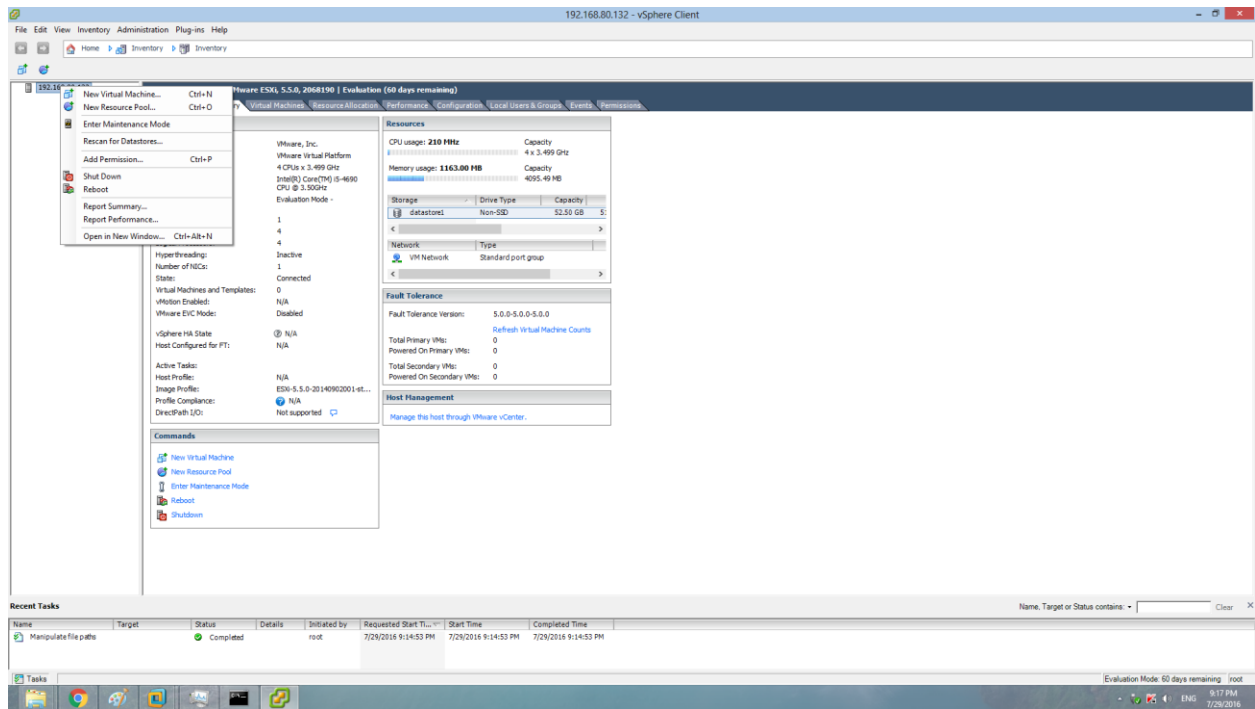 192.168.80.132 - vSphere Client
File Edit View Inventory Administration Plug-ins Help
Home Inventory Inventory
New Virtual Machine... Ctrl+N
New Resource Pool... Ctrl+O
Enter Maintenance Mode
Rescan for Datastores...
Add Permission... Ctrl+P
Shut Down
Reboot
Report Summary...
Report Performance...
Open in New Window... Ctrl+Alt+N
ESXi, 5.5.0, 2068190 | Evaluation (60 days remaining)
Virtual Machines Resource Allocation Performance Configuration Local Users & Groups Events Permissions
VMware, Inc.
VMware Virtual Platform
4 CPUs x 3.499 GHz
Intel(R) Core(TM) i5-4690
CPU @ 3.50GHz
Evaluation Mode -
1
4
4
Hyperthreading: Inactive
Number of NICs: 1
State: Connected
Virtual Machines and Templates: 0
vMotion Enabled: N/A
VMware EVC Mode: Disabled
vSphere HA State N/A
Host Configured for FT: N/A
Active Tasks:
Host Profile: N/A
Image Profile: ESXi-5.5.0-20140902001-st...
Profile Compliance: N/A
DirectPath I/O: Not supported
Commands
New Virtual Machine
New Resource Pool
Enter Maintenance Mode
Reboot
Shutdown
Resources
CPU usage: 210 MHz Capacity
4 x 3.499 GHz
Memory usage: 1163.00 MB Capacity
4095.49 MB
Storage Drive Type Capacity
datastore1 Non-SSD 52.50 GB
Network Type
VM Network Standard port group
Fault Tolerance
Fault Tolerance Version: 5.0.0-5.0.0-5.0.0
Refresh Virtual Machine Counts
Total Primary VMs: 0
Powered On Primary VMs: 0
Total Secondary VMs: 0
Powered On Secondary VMs: 0
Host Management
Manage this host through VMware vCenter.
Recent Tasks
Name, Target or Status contains: Clear
Name Target Status Details Initiated by Requested Start Ti... Start Time Completed Time
Manipulate file paths Completed root 7/29/2016 9:14:53 PM 7/29/2016 9:14:53 PM 7/29/2016 9:14:53 PM
Tasks
Evaluation Mode: 60 days remaining root
ENG
9:17 PM
7/29/2016